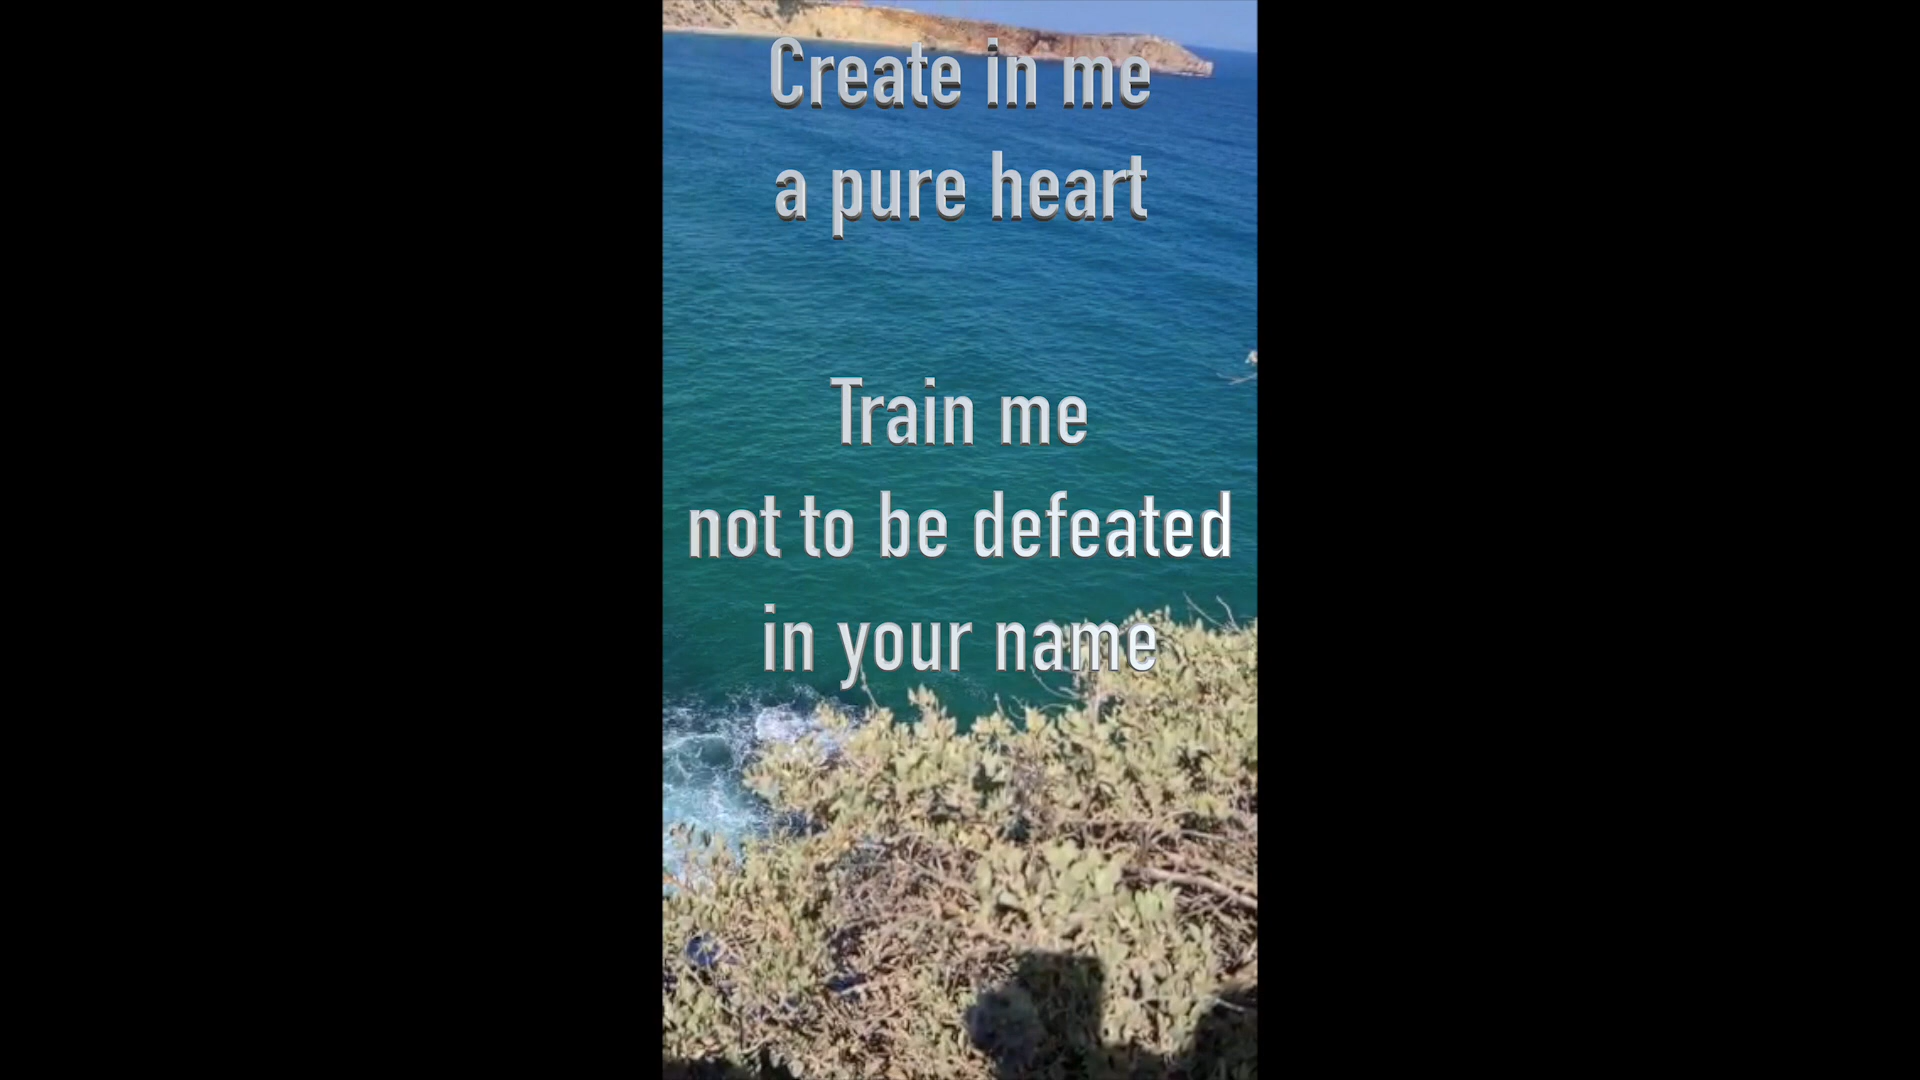 Create in me
a pure heart
Train me
not to be defeated
in your name